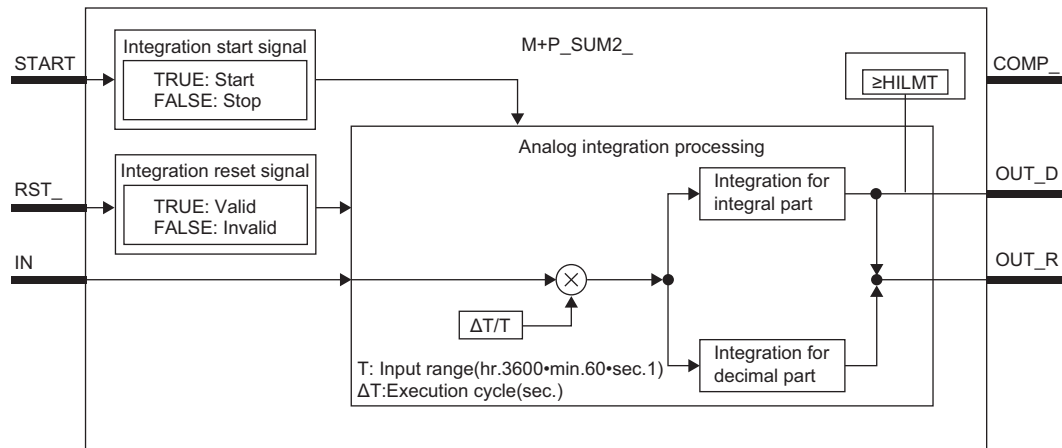 M+P_SUM2_
START
Integration start signal
TRUE: Start
FALSE: Stop
≥HILMT
COMP_
RST_
Integration reset signal
TRUE: Valid
FALSE: Invalid
Analog integration processing
Integration for
integral part
OUT_D
IN
×
ΔT/T
OUT_R
Integration for
decimal part
T: Input range(hr.3600•min.60•sec.1)
ΔT:Execution cycle(sec.)